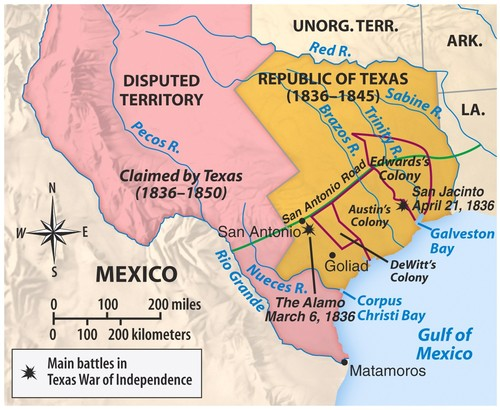 UNORG. TERR.
ARK.
LA.
Red R.
DISPUTED
TERRITORY
REPUBLIC OF TEXAS
(1836–1845)
Sabine R.
Trinity R.
Brazos R.
Pecos R.
Edwards's
Colony
Claimed by Texas
(1836–1850)
San Antonio Road
San Jacinto
April 21, 1836
Austin's
Colony
San Antonio
Galveston
Bay
N
W
E
S
Goliad
DeWitt's
Colony
MEXICO
Rio Grande
Nueces R.
The Alamo
March 6, 1836
Corpus
Christi Bay
0 100 200 miles
0 100 200 kilometers
Gulf of
Mexico
Main battles in
Texas War of Independence
Matamoros